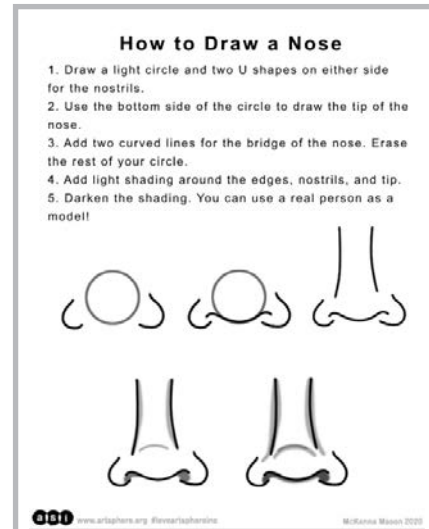 How to Draw a Nose
1. Draw a light circle and two U shapes on either side
for the nostrils.
2. Use the bottom side of the circle to draw the tip of the
nose.
3. Add two curved lines for the bridge of the nose. Erase
the rest of your circle.
4. Add light shading around the edges, nostrils, and tip.
5. Darken the shading. You can use a real person as a
model!
www.artsphere.org #loveartsphereinc
McKenna Mason 2020